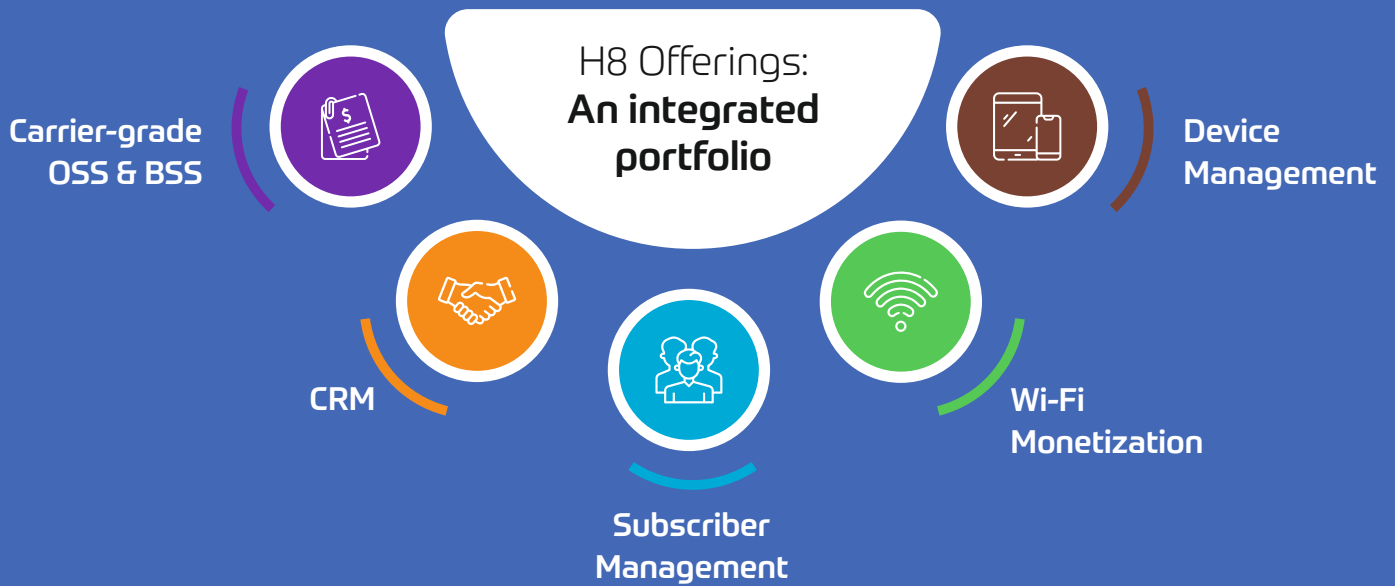 H8 Offerings:
An integrated
portfolio
Carrier-grade
OSS & BSS
$
CRM
Subscriber
Management
Wi-Fi
Monetization
Device
Management